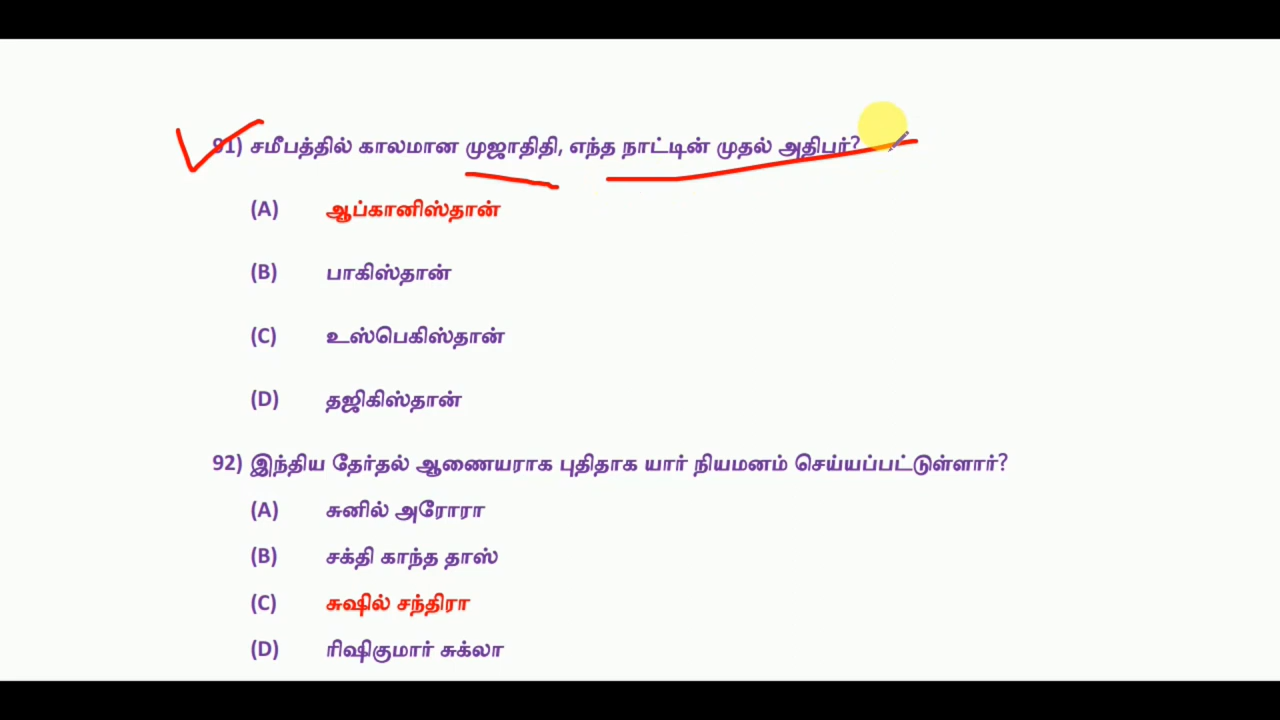 91) சமீபத்தில் காலமான முஜாதிதி, எந்த நாட்டின் முதல் அதிபர்?
(A) ஆப்கானிஸ்தான்
(B) பாகிஸ்தான்
(C) உஸ்பெகிஸ்தான்
(D) தஜிகிஸ்தான்
92) இந்திய தேர்தல் ஆணையராக புதிதாக யார் நியமனம் செய்யப்பட்டுள்ளார்?
(A) சுனில் அரோரா
(B) சக்தி காந்த தாஸ்
(C) சுஷில் சந்திரா
(D) ரிஷிகுமார் சுக்லா